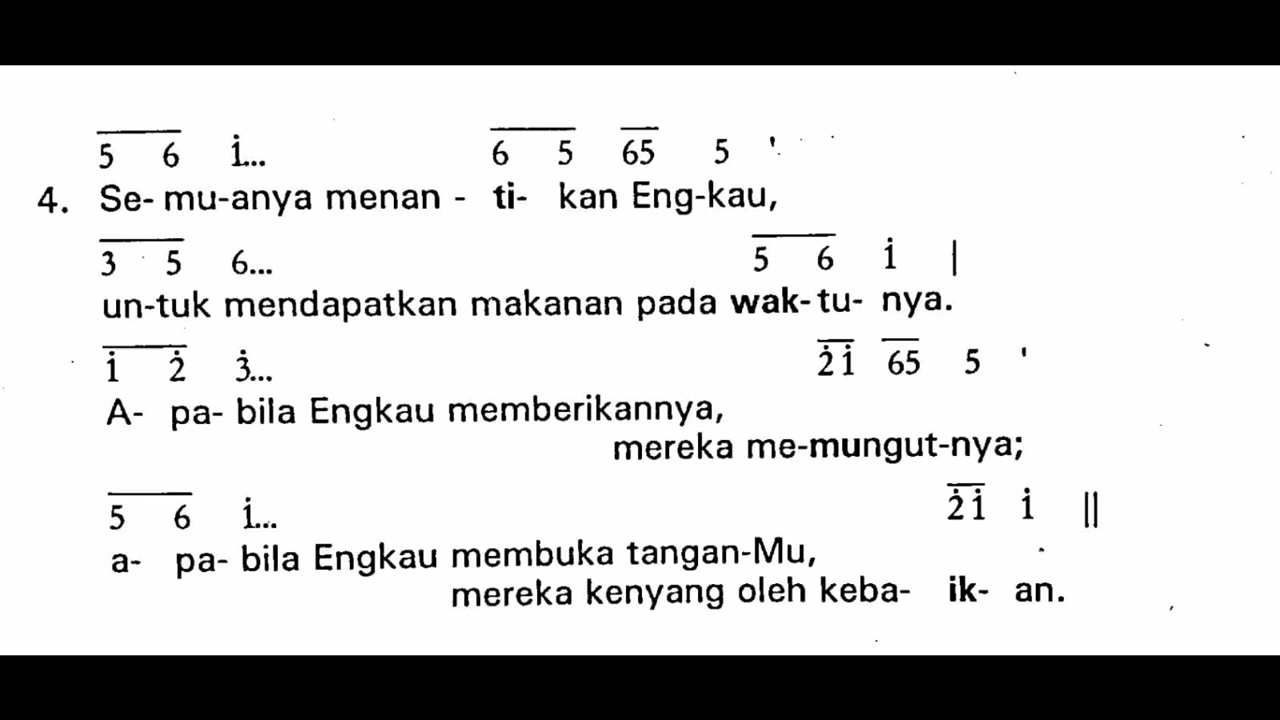 5 6 i̇... 6 5 65 5 '
4. Se- mu-anya menan - ti- kan Eng-kau,
3 5 6... 5 6 i̇ |
un-tuk mendapatkan makanan pada wak-tu- nya.
i̇ 2̇ 3̇... 2̇i̇ 65 5 '
A- pa- bila Engkau memberikannya,
mereka me-mungut-nya;
5 6 i̇... 2̇i̇ i̇ ||
a- pa- bila Engkau membuka tangan-Mu,
mereka kenyang oleh keba- ik- an.